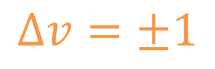 Δv = ±1